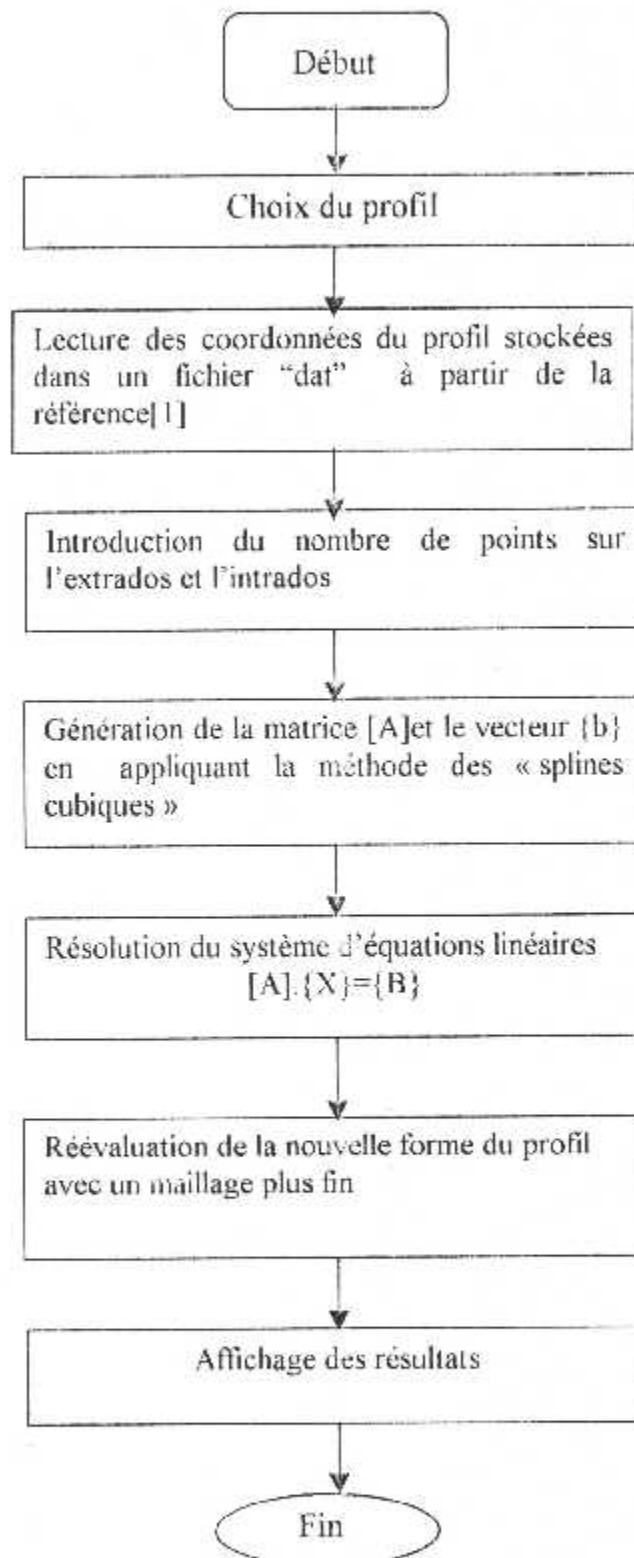 Début
Choix du profil
Lecture des coordonnées du profil stockées
dans un fichier “dat” à partir de la
référence[1]
Introduction du nombre de points sur
l’extrados et l’intrados
Génération de la matrice [A]et le vecteur {b}
en appliquant la méthode des « splines
cubiques »
Résolution du système d’équations linéaires
[A].{X}={B}
Réévaluation de la nouvelle forme du profil
avec un maillage plus fin
Affichage des résultats
Fin